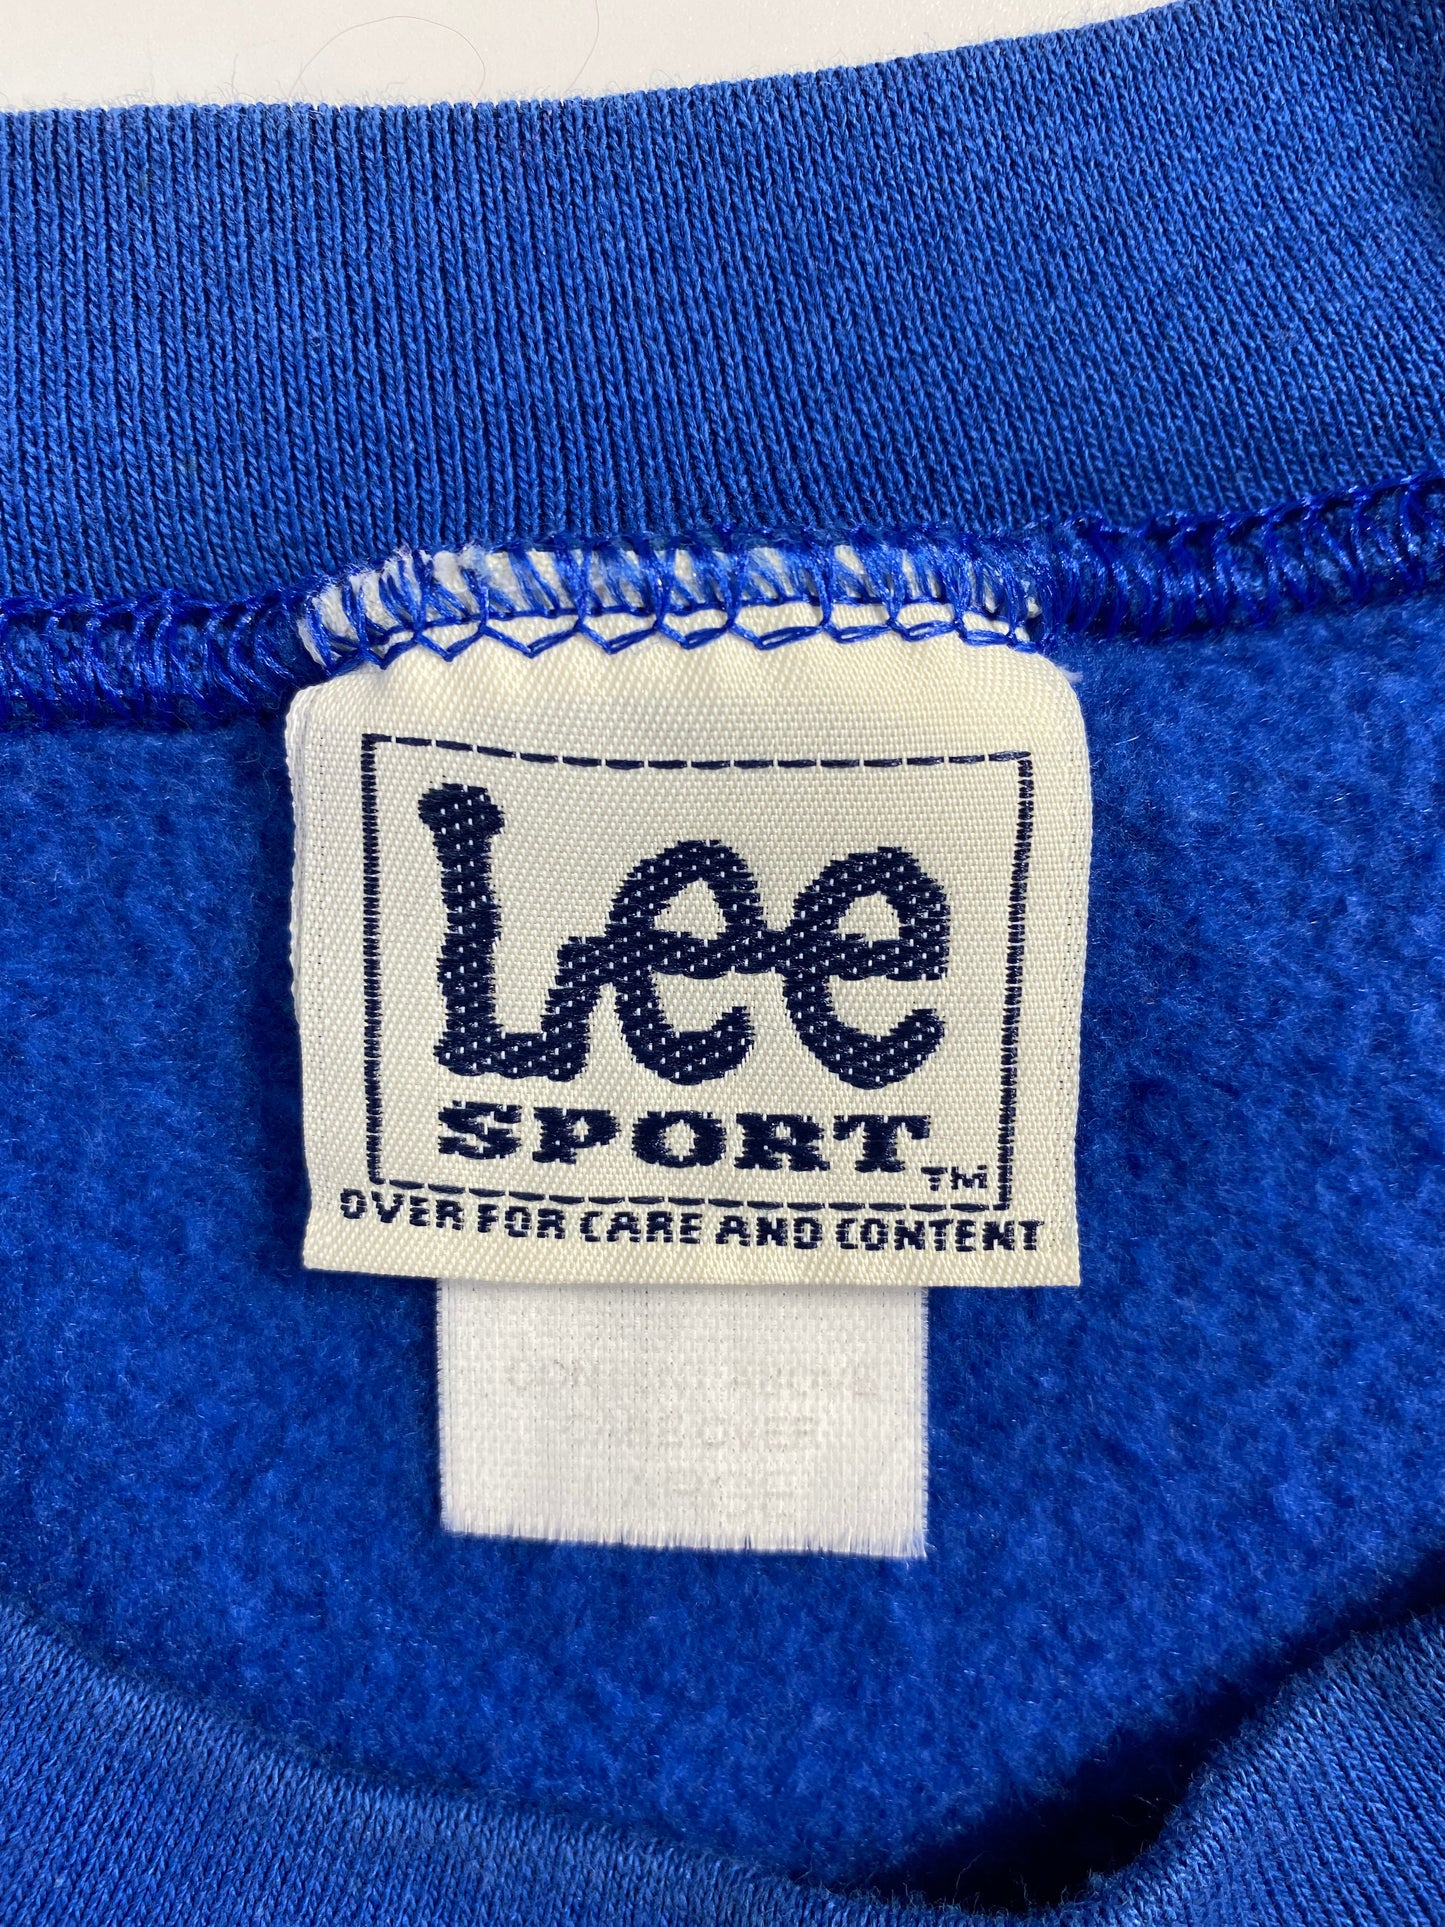 Lee
SPORT TM
OVER FOR CARE AND CONTENT